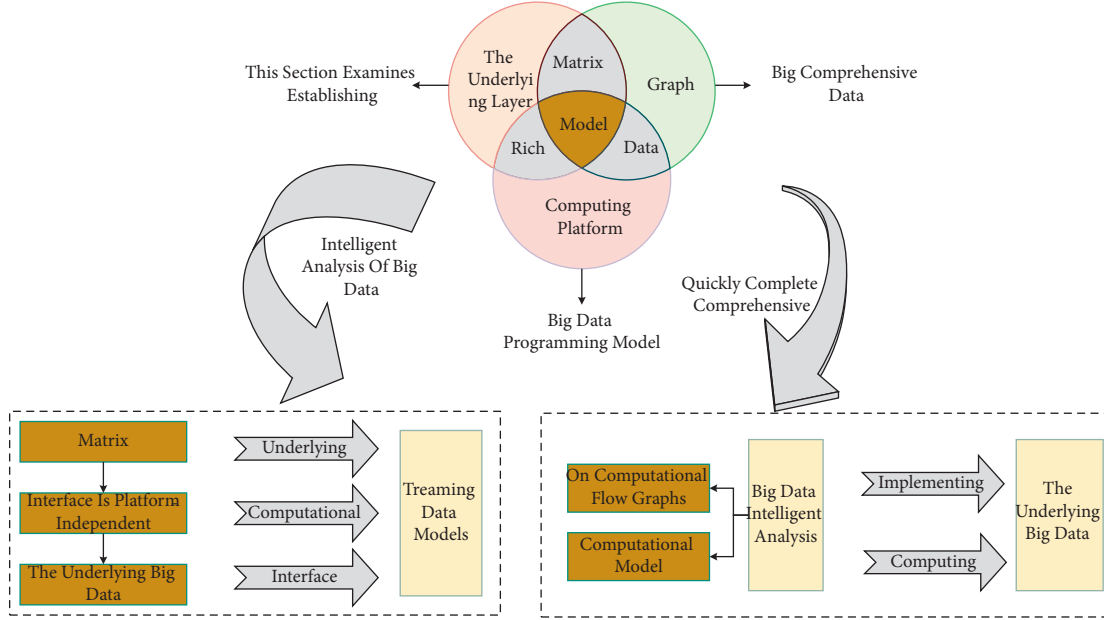 The
Underlyi
ng Layer
Matrix
Graph
Model
Rich
Data
Computing
Platform
This Section Examines
Establishing
Big Comprehensive
Data
Big Data
Programming Model
Intelligent
Analysis Of Big
Data
Quickly Complete
Comprehensive
Matrix
Interface Is Platform
Independent
The Underlying Big
Data
Underlying
Computational
Interface
Treaming
Data
Models
On Computational
Flow Graphs
Computational
Model
Big Data
Intelligent
Analysis
Implementing
Computing
The
Underlying
Big Data